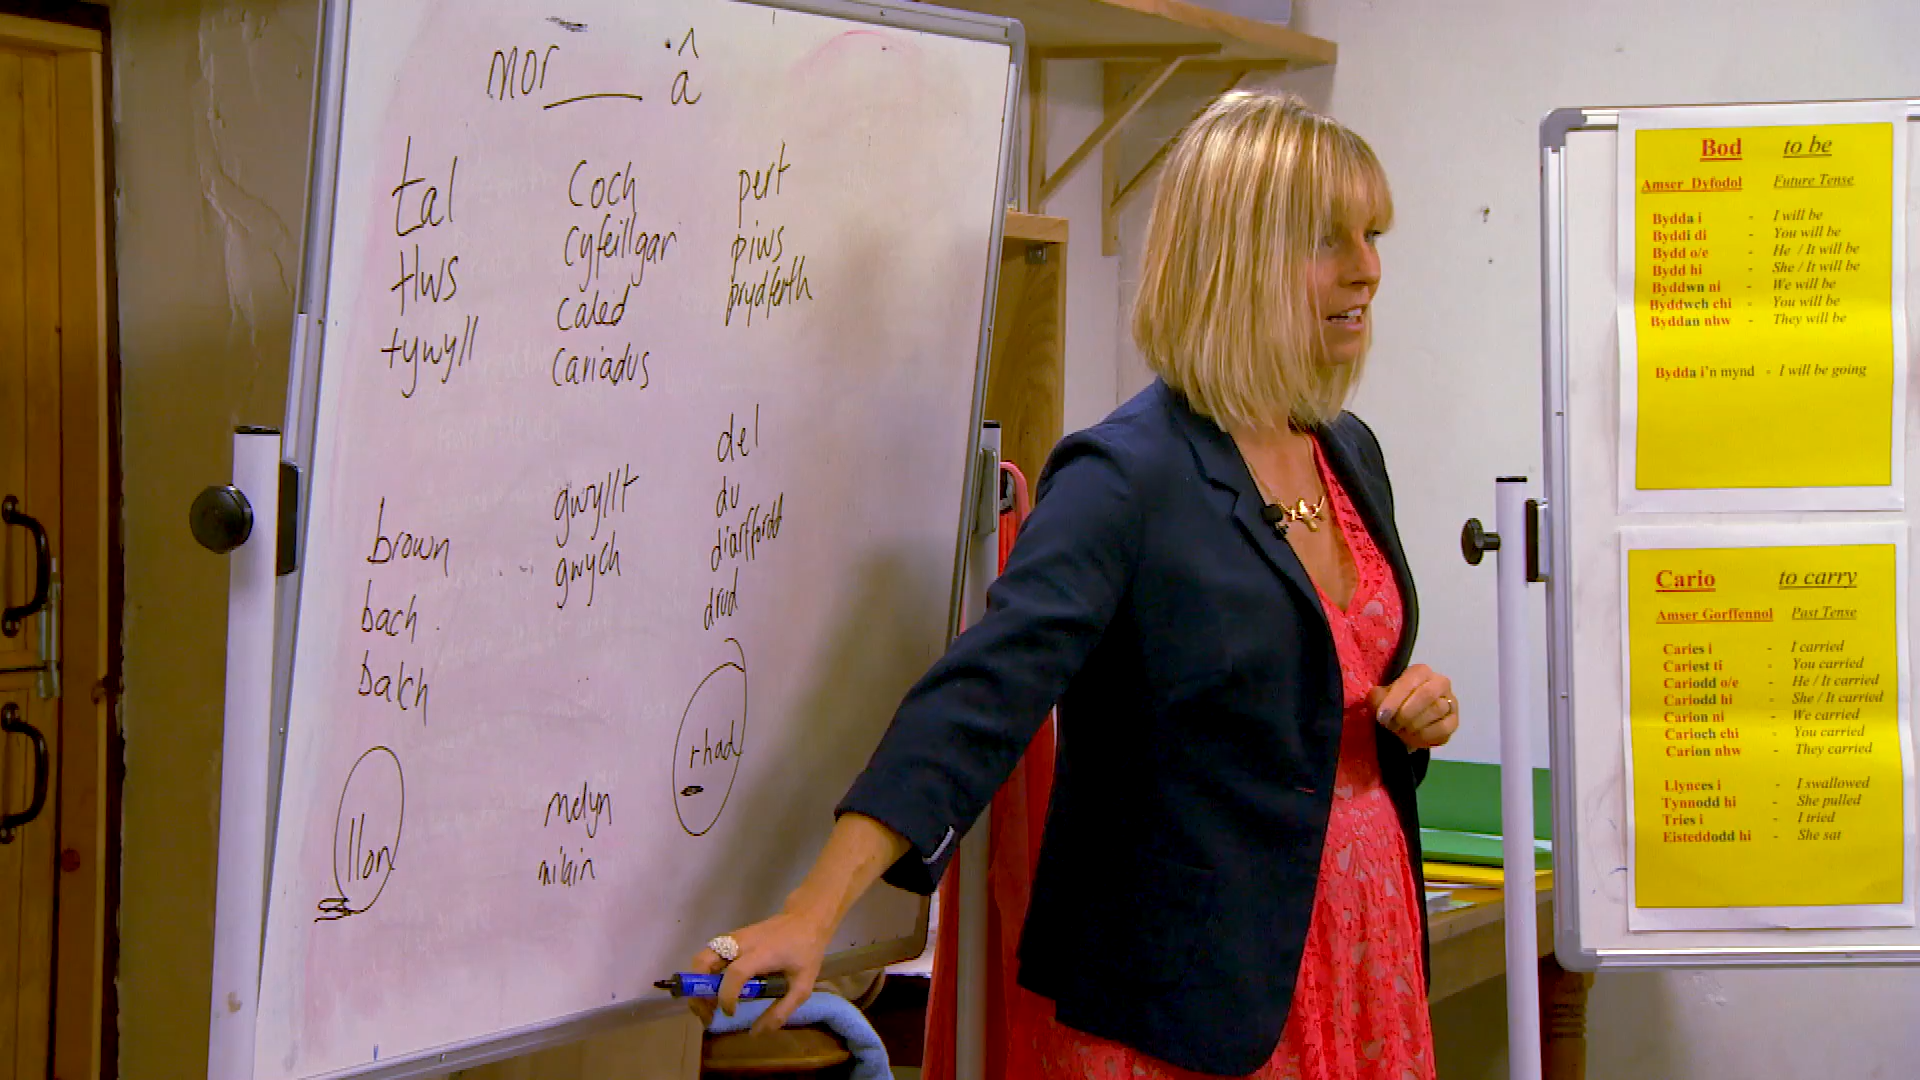 mor____ â
tal
tlws
tywyll
coch
cyfeillgar
caled
cariadus
pert
piws
prydferth
brown
bach
balch
gwyllt
gwych
del
du
diarffordd
drud
llon
melyn
milain
rhad
Bod to be
Amser Dyfodol Future Tense
Bydda i - I will be
Byddi di - You will be
Bydd o/e - He / It will be
Bydd hi - She / It will be
Byddwn ni - We will be
Byddwch chi - You will be
Byddan nhw - They will be
Bydda i'n mynd - I will be going
Cario to carry
Amser Gorffennol Past Tense
Caries i - I carried
Cariest ti - You carried
Cariodd o/e - He / It carried
Cariodd hi - She / It carried
Carion ni - We carried
Carioch chi - You carried
Carion nhw - They carried
Llynces i - I swallowed
Tynnodd hi - She pulled
Tries i - I tried
Eisteddodd hi - She sat